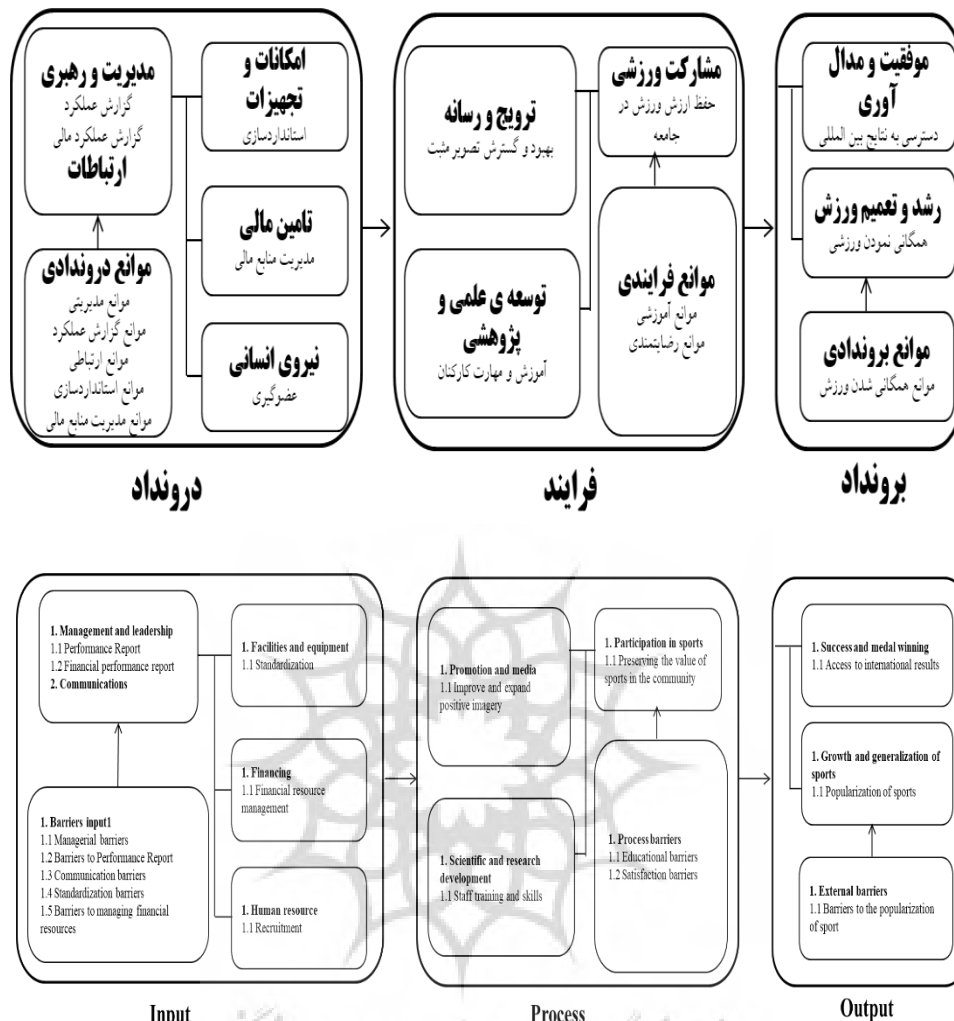 مدیریت و رهبری
گزارش عملکرد
گزارش عملکرد مالی
ارتباطات
موانع دروندادی
موانع مدیریتی
موانع گزارش عملکرد
موانع ارتباطی
موانع استانداردسازی
موانع مدیریت منابع مالی
امکانات و
تجهیزات
استانداردسازی
تامین مالی
مدیریت منابع مالی
نیروی انسانی
عضوگیری
درونداد
ترویج و رسانه
بهبود و گسترش تصویر مثبت
توسعه ی علمی و
پژوهشی
آموزش و مهارت کارکنان
مشارکت ورزشی
حفظ ارزش ورزش در
جامعه
موانع فرایندی
موانع آموزشی
موانع رضایتمندی
فرایند
موفقیت و مدال
آوری
دسترسی به نتایج بین المللی
رشد و تعمیم ورزش
همگانی نمودن ورزشی
موانع بروندادی
موانع همگانی شدن ورزش
برونداد
1. Management and leadership
1.1 Performance Report
1.2 Financial performance report
2. Communications
1. Barriers input1
1.1 Managerial barriers
1.2 Barriers to Performance Report
1.3 Communication barriers
1.4 Standardization barriers
1.5 Barriers to managing financial
resources
1. Facilities and equipment
1.1 Standardization
1. Financing
1.1 Financial resource
management
1. Human resource
1.1 Recruitment
Input
1. Promotion and media
1.1 Improve and expand
positive imagery
1. Scientific and research
development
1.1 Staff training and skills
1. Participation in sports
1.1 Preserving the value of
sports in the community
1. Process barriers
1.1 Educational barriers
1.2 Satisfaction barriers
Process
1. Success and medal winning
1.1 Access to international results
1. Growth and generalization of
sports
1.1 Popularization of sports
1. External barriers
1.1 Barriers to the popularization
of sport
Output